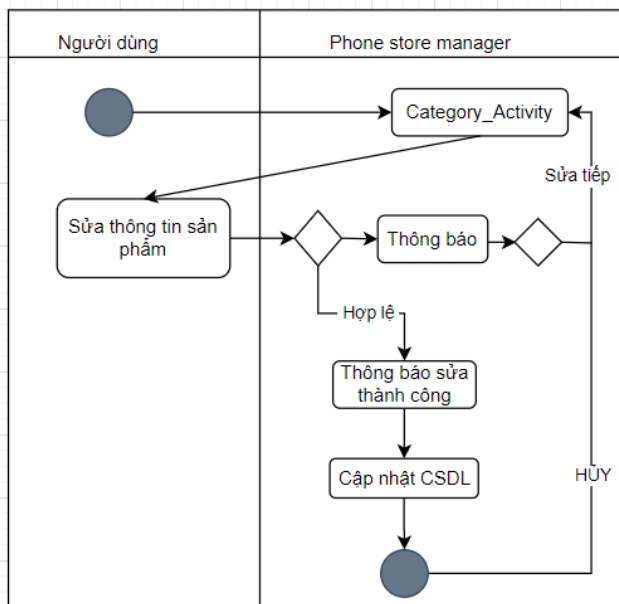 Người dùng
Phone store manager
Category_Activity
Sửa tiếp
Sửa thông tin sản
phẩm
Thông báo
Hợp lệ
Thông báo sửa
thành công
Cập nhật CSDL
HỦY